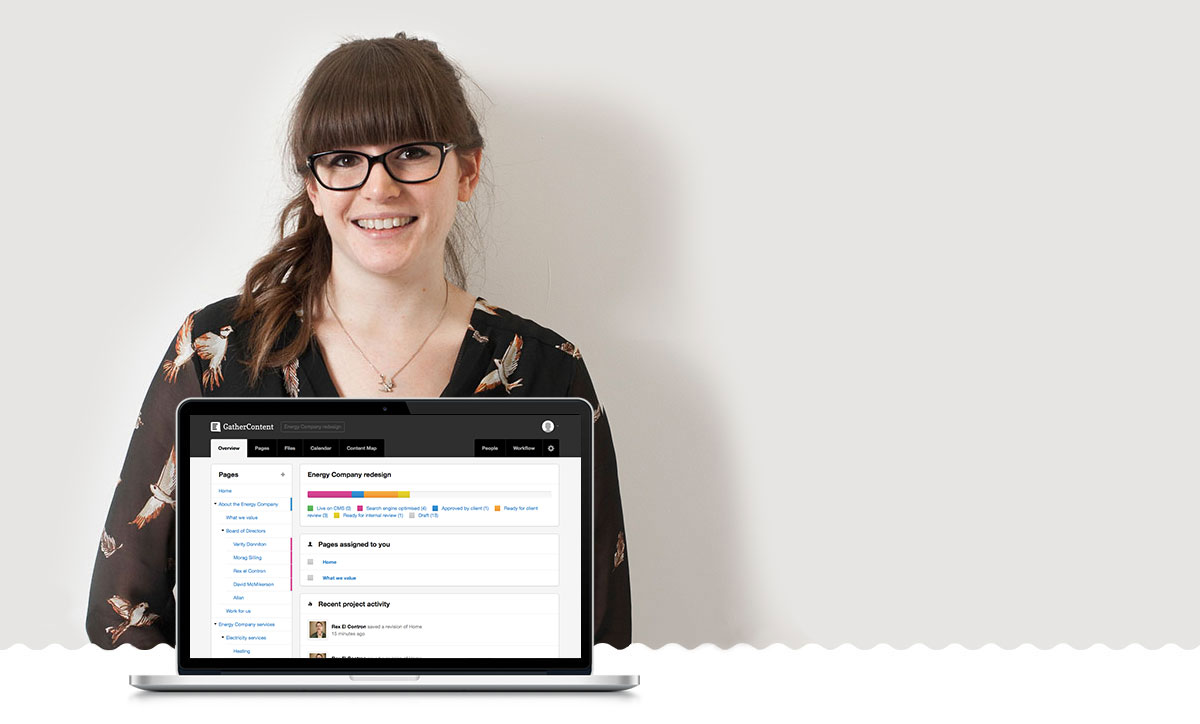 GatherContent
Energy Company redesign
Overview
Pages
Files
Calendar
Content Map
People
Workflow
Pages
Home
About the Energy Company
What we value
Board of Directors
Verity Donniton
Morag Silling
Rex el Contron
David McMiserson
Allan
Work for us
Energy Company services
Electricity services
Heating
Energy Company redesign
Live on CMS (0) Search engine optimised (4) Approved by client (1) Ready for client
review (3) Ready for internal review (1) Draft (13)
Pages assigned to you
Home
What we value
Recent project activity
Rex El Contron saved a revision of Home
15 minutes ago